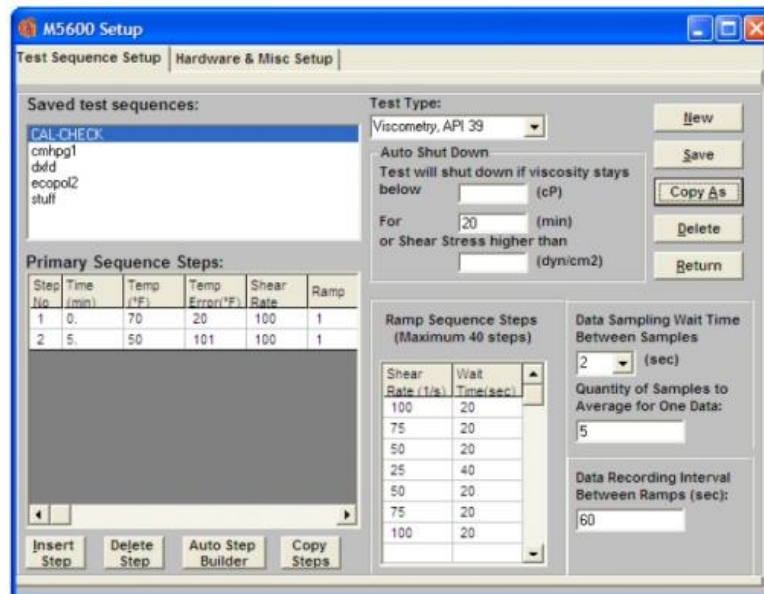 M5600 Setup
Test Sequence Setup
Hardware & Misc Setup
Saved test sequences:
CAL-CHECK
cmhpg1
dxfd
ecopol2
stuff
Test Type:
Viscometry, API 39
Auto Shut Down
Test will shut down if viscosity stays
below (cP)
For 20 (min)
or Shear Stress higher than
(dyn/cm2)
New
Save
Copy As
Delete
Return
Primary Sequence Steps:
Step No Time (min) Temp (°F) Temp Error(°F) Shear Rate Ramp
1 0. 70 20 100 1
2 5. 50 101 100 1
Insert Step
Delete Step
Auto Step Builder
Copy Steps
Ramp Sequence Steps
(Maximum 40 steps)
Shear Rate (1/s) Wait Time(sec)
100 20
75 20
50 20
25 40
50 20
75 20
100 20
Data Sampling Wait Time
Between Samples
2 (sec)
Quantity of Samples to
Average for One Data:
5
Data Recording Interval
Between Ramps (sec):
60